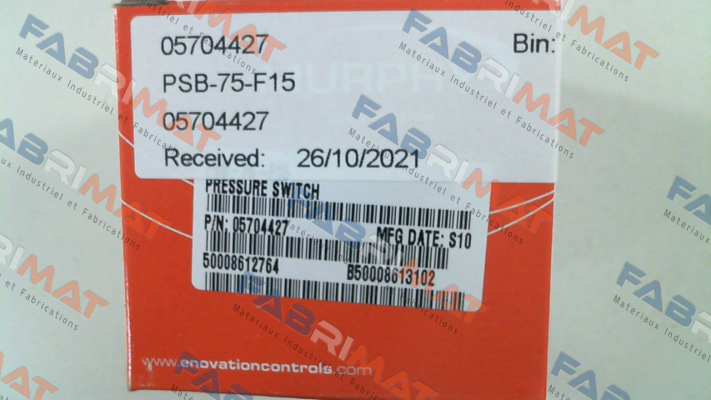 05704427
Bin:
PSB-75-F15
05704427
Received: 26/10/2021
PRESSURE SWITCH
P/N: 05704427
MFG DATE: S10
50008612764
B50008613102
www.enovationcontrols.com
FABRIMAT
Materiaux Industriel et Fabrications